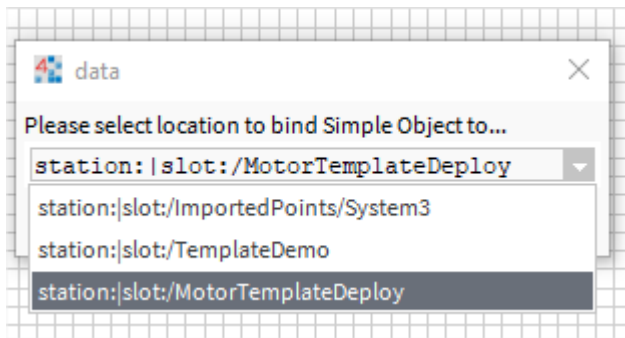 data
Please select location to bind Simple Object to...
station:|slot:/MotorTemplateDeploy
station:|slot:/ImportedPoints/System3
station:|slot:/TemplateDemo
station:|slot:/MotorTemplateDeploy